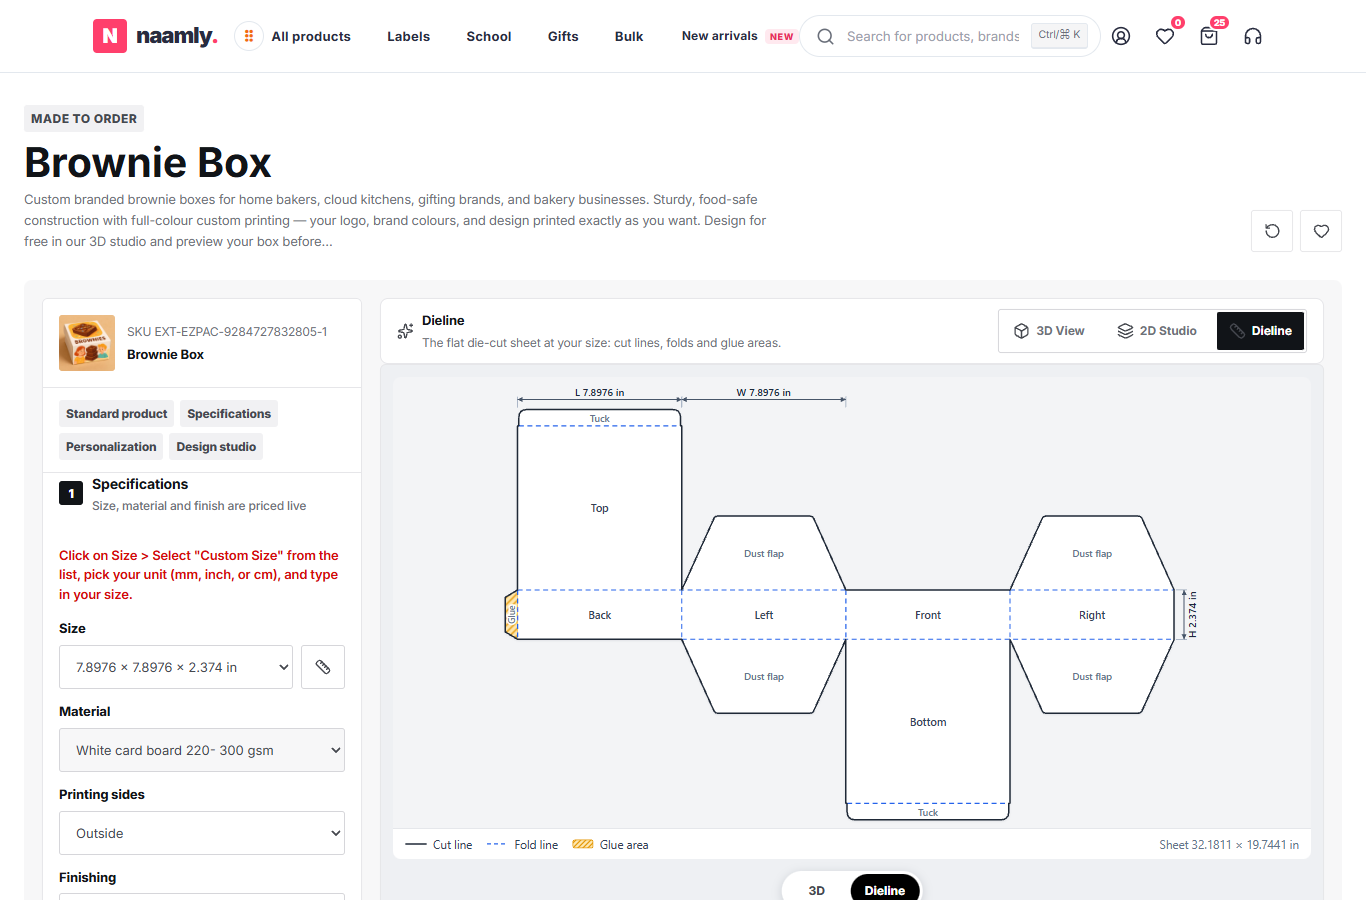 N naamly.
All products
Labels
School
Gifts
Bulk
New arrivals NEW
Search for products, brands
Ctrl/⌘ K
0
25
MADE TO ORDER
Brownie Box
Custom branded brownie boxes for home bakers, cloud kitchens, gifting brands, and bakery businesses. Sturdy, food-safe
construction with full-colour custom printing — your logo, brand colours, and design printed exactly as you want. Design for
free in our 3D studio and preview your box before...
BROWNIES
SKU EXT-EZPAC-9284727832805-1
Brownie Box
Standard product
Specifications
Personalization
Design studio
1
Specifications
Size, material and finish are priced live
Click on Size > Select "Custom Size" from the
list, pick your unit (mm, inch, or cm), and type
in your size.
Size
7.8976 × 7.8976 × 2.374 in
Material
White card board 220- 300 gsm
Printing sides
Outside
Finishing
Dieline
The flat die-cut sheet at your size: cut lines, folds and glue areas.
3D View
2D Studio
Dieline
L 7.8976 in
W 7.8976 in
Tuck
Top
Dust flap
Dust flap
Glue
Back
Left
Front
Right
H 2.374 in
Dust flap
Dust flap
Bottom
Tuck
Cut line
Fold line
Glue area
Sheet 32.1811 × 19.7441 in
3D
Dieline